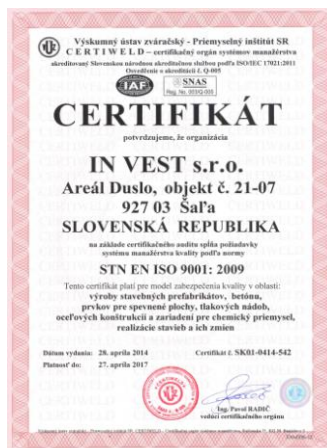 Výskumný ústav zváračský - Priemyselný inštitút SR
C E R T I W E L D – certifikačný orgán systémov manažérstva
akreditovaný Slovenskou národnou akreditačnou službou podľa ISO/IEC 17021:2011
Osvedčenie o akreditácii č. Q-005
IAF
SNAS
Reg. No. 003/Q-005
CERTIFIKÁT
potvrdzujeme, že organizácia
IN VEST s.r.o.
Areál Duslo, objekt č. 21-07
927 03 Šaľa
SLOVENSKÁ REPUBLIKA
na základe certifikačného auditu spĺňa požiadavky
systému manažérstva kvality podľa normy
STN EN ISO 9001: 2009
Tento certifikát platí pre model zabezpečenia kvality v oblasti:
výroby stavebných prefabrikátov, betónu,
prvkov pre spevnené plochy, tlakových nádob,
oceľových konštrukcií a zariadení pre chemický priemysel,
realizácie stavieb a ich zmien
Dátum vydania: 28. apríla 2014
Certifikát č. SK01-0414-542
Platnosť do: 27. apríla 2017
Ing. Pavol RADIČ
vedúci certifikačného orgánu